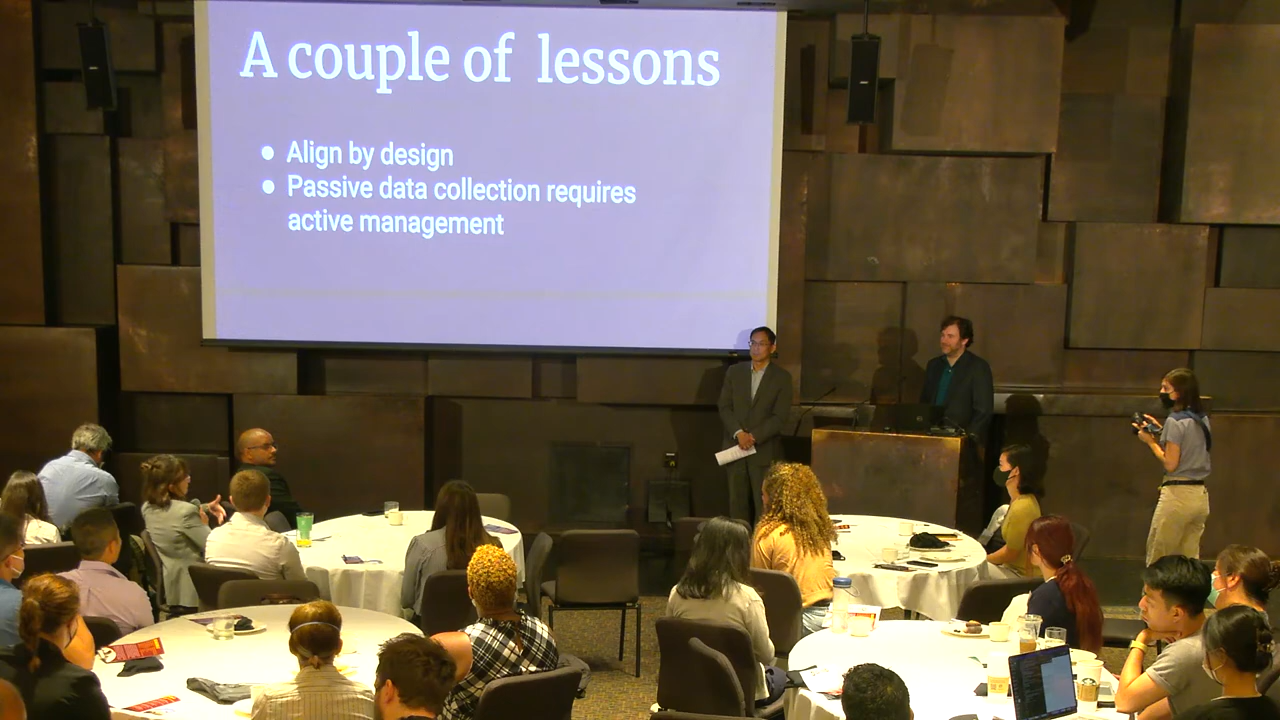 A couple of lessons
● Align by design
● Passive data collection requires
active management